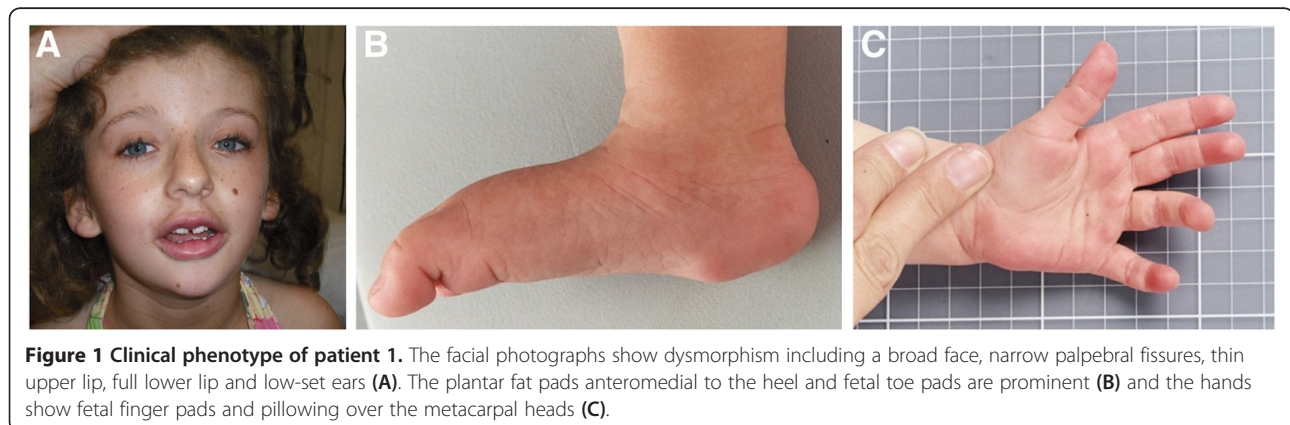 A
B
C
Figure 1 Clinical phenotype of patient 1. The facial photographs show dysmorphism including a broad face, narrow palpebral fissures, thin
upper lip, full lower lip and low-set ears (A). The plantar fat pads anteromedial to the heel and fetal toe pads are prominent (B) and the hands
show fetal finger pads and pillowing over the metacarpal heads (C).